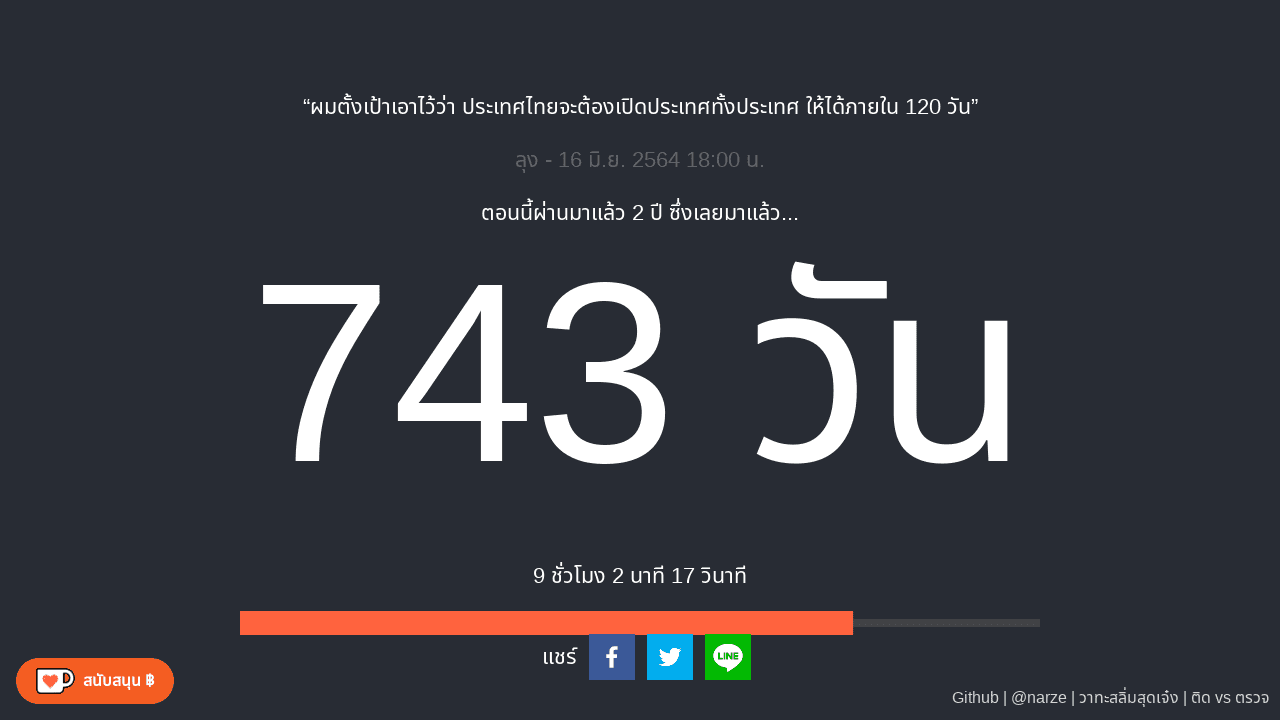 “ผมตั้งเป้าเอาไว้ว่า ประเทศไทยจะต้องเปิดประเทศทั้งประเทศ ให้ได้ภายใน 120 วัน”
ลุง - 16 มิ.ย. 2564 18:00 น.
ตอนนี้ผ่านมาแล้ว 2 ปี ซึ่งเลยมาแล้ว...
743 วัน
9 ชั่วโมง 2 นาที 17 วินาที
แชร์
LINE
สนับสนุน ฿
Github | @narze | วาทะสลิ่มสุดเจ๋ง | ติด vs ตรวจ